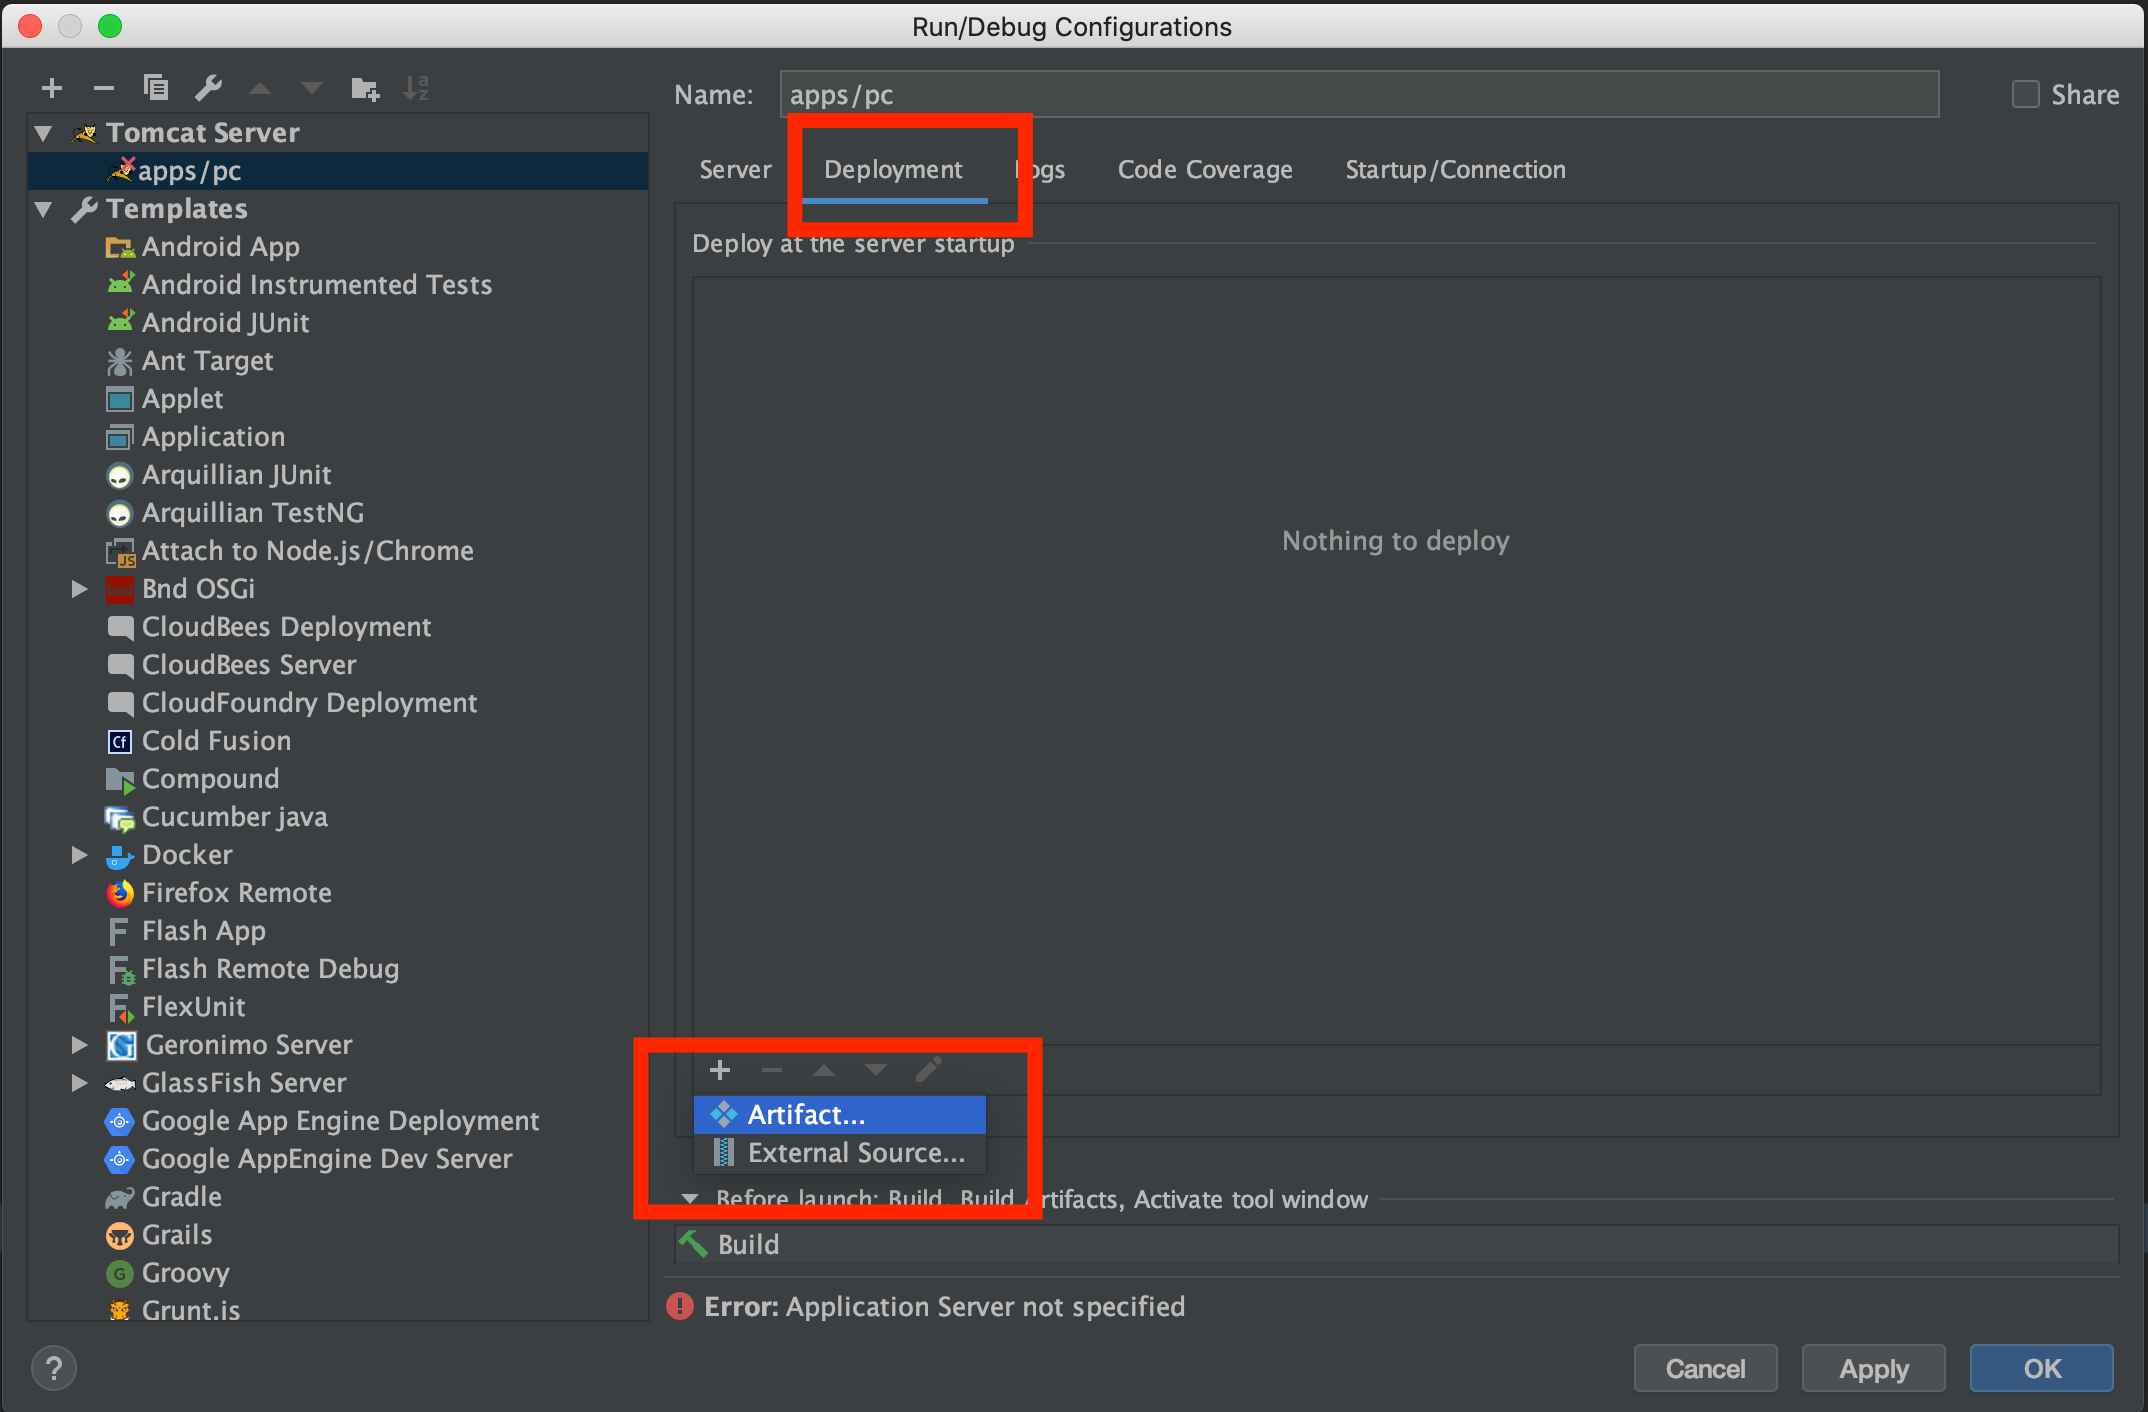 Run/Debug Configurations
Name: apps/pc Share
Tomcat Server
apps/pc
Templates
Android App
Android Instrumented Tests
Android JUnit
Ant Target
Applet
Application
Arquillian JUnit
Arquillian TestNG
Attach to Node.js/Chrome
Bnd OSGi
CloudBees Deployment
CloudBees Server
CloudFoundry Deployment
Cold Fusion
Compound
Cucumber java
Docker
Firefox Remote
Flash App
Flash Remote Debug
FlexUnit
Geronimo Server
GlassFish Server
Google App Engine Deployment
Google AppEngine Dev Server
Gradle
Grails
Groovy
Grunt.js
Server Deployment Logs Code Coverage Startup/Connection
Deploy at the server startup
Nothing to deploy
Artifact...
External Source...
Before launch: Build, Build Artifacts, Activate tool window
Build
Error: Application Server not specified
? Cancel Apply OK